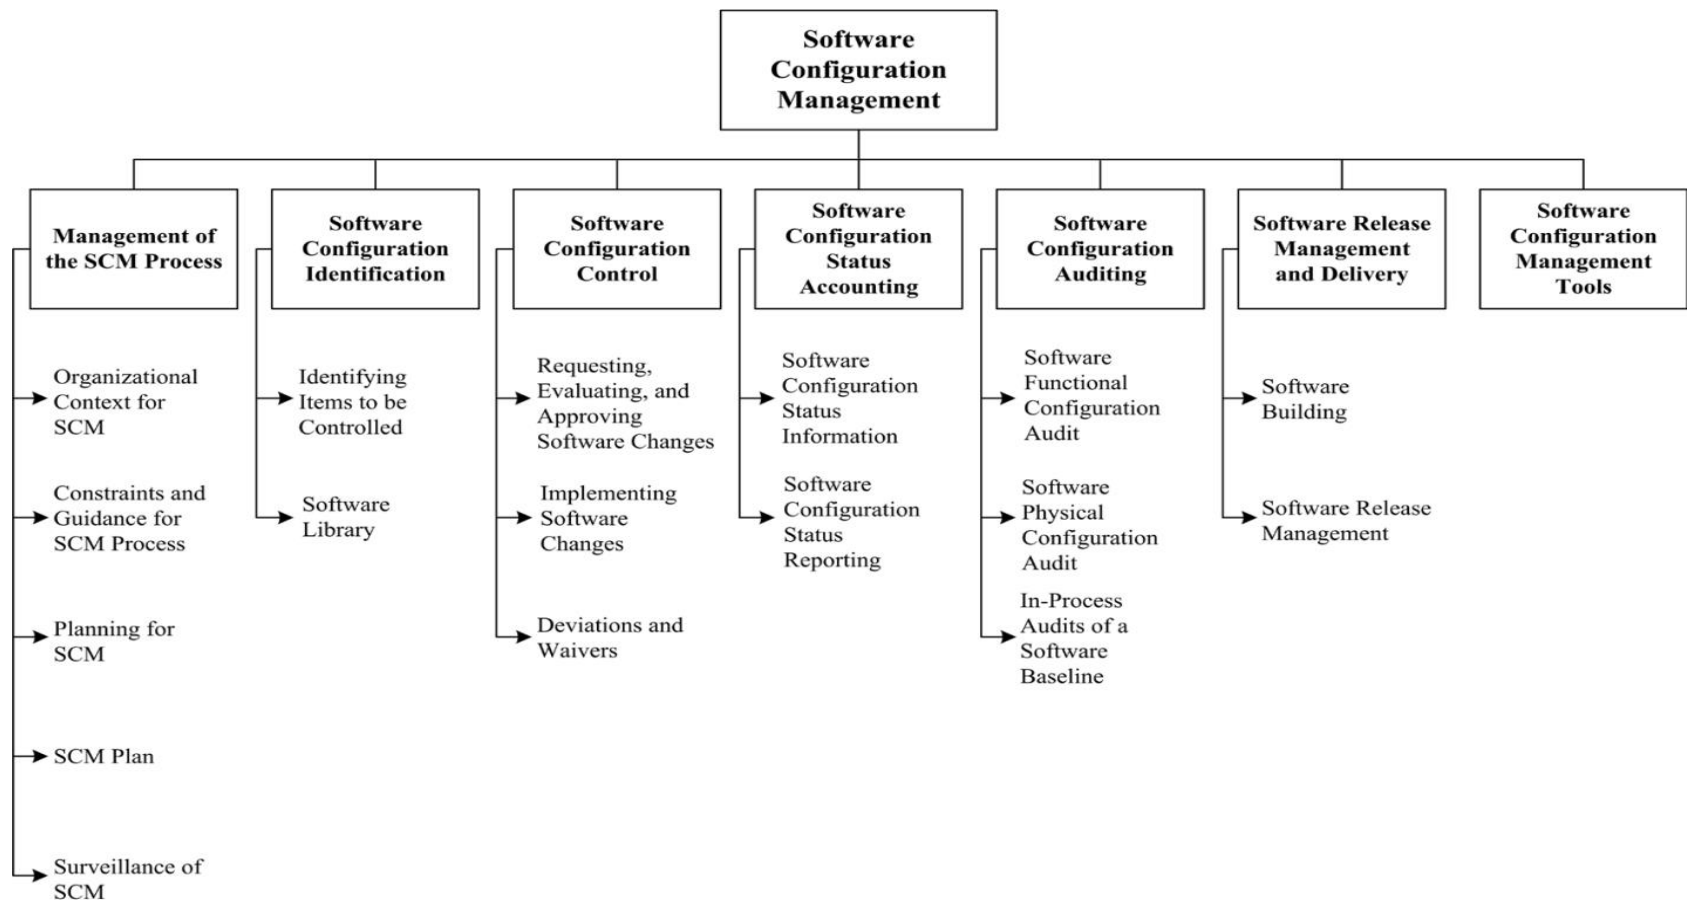 Software
Configuration
Management
Management of
the SCM Process
Software
Configuration
Identification
Software
Configuration
Control
Software
Configuration
Status
Accounting
Software
Configuration
Auditing
Software Release
Management
and Delivery
Software
Configuration
Management
Tools
Organizational
Context for
SCM
Constraints and
Guidance for
SCM Process
Planning for
SCM
SCM Plan
Surveillance of
SCM
Identifying
Items to be
Controlled
Software
Library
Requesting,
Evaluating, and
Approving
Software Changes
Implementing
Software
Changes
Deviations and
Waivers
Software
Configuration
Status
Information
Software
Configuration
Status
Reporting
Software
Functional
Configuration
Audit
Software
Physical
Configuration
Audit
In-Process
Audits of a
Software
Baseline
Software
Building
Software Release
Management